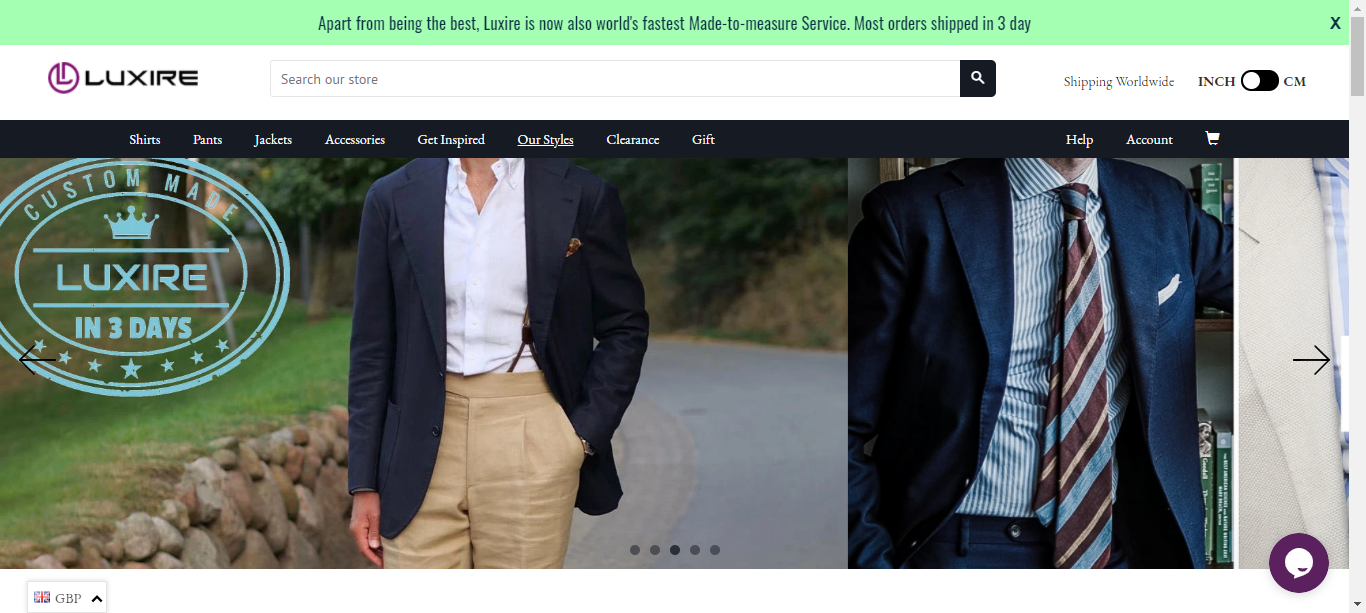 Apart from being the best, Luxire is now also world's fastest Made-to-measure Service. Most orders shipped in 3 day
X
LUXIRE
Search our store
Shipping Worldwide
INCH
CM
Shirts
Pants
Jackets
Accessories
Get Inspired
Our Styles
Clearance
Gift
Help
Account
CUSTOM MADE
LUXIRE
IN 3 DAYS
GBP